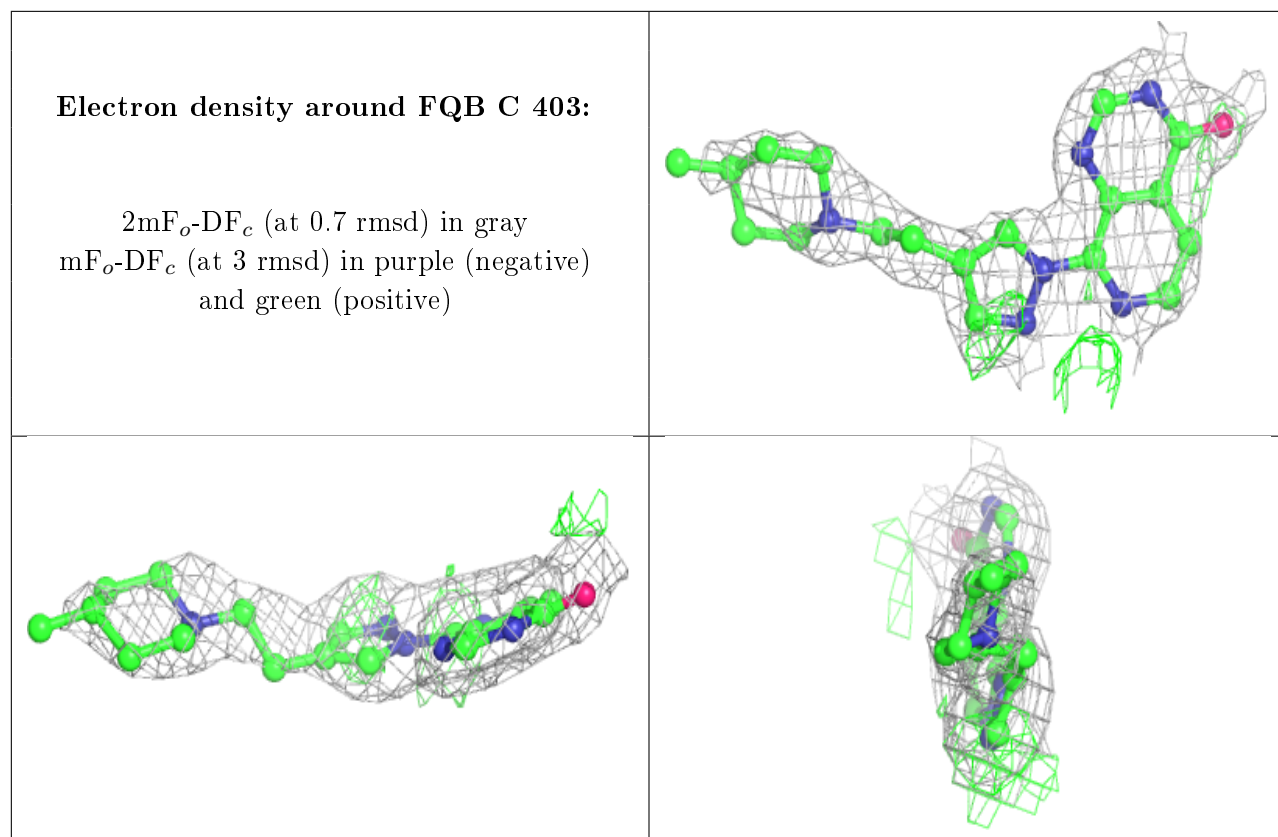 Electron density around FQB C 403:
2mFo-DFc (at 0.7 rmsd) in gray
mFo-DFc (at 3 rmsd) in purple (negative)
and green (positive)